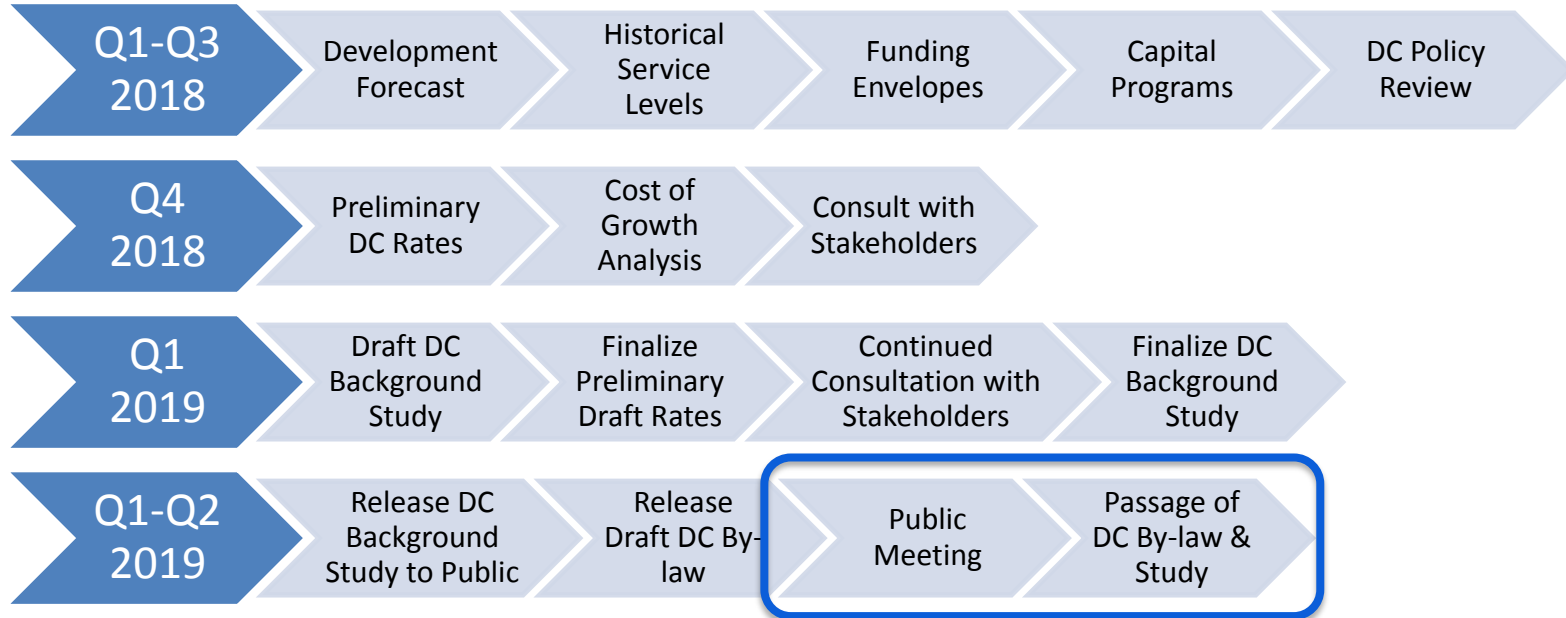 Q1-Q3
2018
Development
Forecast
Historical
Service
Levels
Funding
Envelopes
Capital
Programs
DC Policy
Review
Q4
2018
Preliminary
DC Rates
Cost of
Growth
Analysis
Consult with
Stakeholders
Q1
2019
Draft DC
Background
Study
Finalize
Preliminary
Draft Rates
Continued
Consultation with
Stakeholders
Finalize DC
Background
Study
Q1-Q2
2019
Release DC
Background
Study to Public
Release
Draft DC By-
law
Public
Meeting
Passage of
DC By-law &
Study